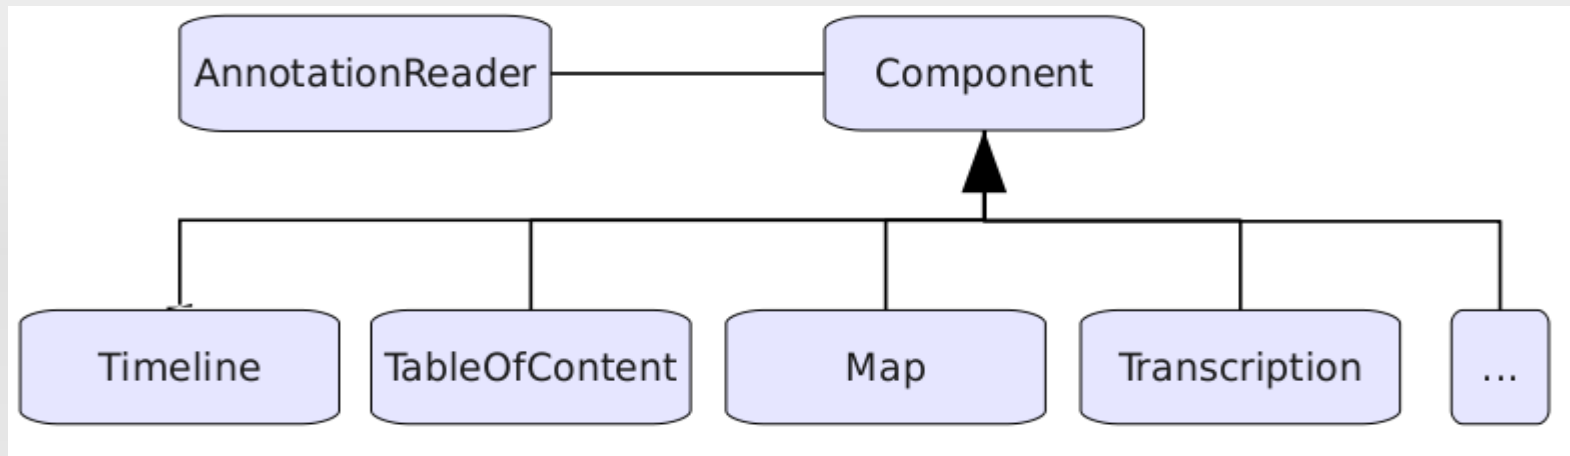 AnnotationReader
Component
Timeline
TableOfContent
Map
Transcription
...